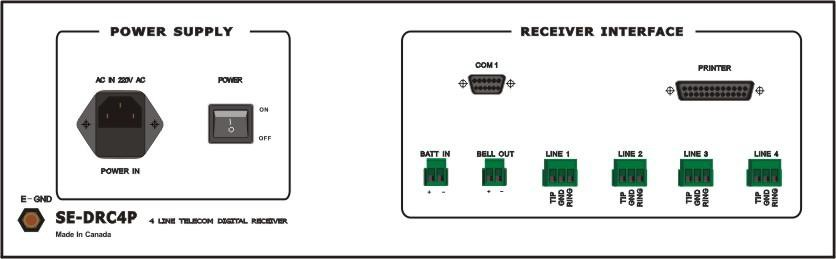 POWER SUPPLY
AC IN 220V AC
POWER
ON
OFF
POWER IN
RECEIVER INTERFACE
COM 1
PRINTER
BATT IN
BELL OUT
LINE 1
LINE 2
LINE 3
LINE 4
+ -
+ -
TIP
GND
RING
TIP
GND
RING
TIP
GND
RING
TIP
GND
RING
E-GND
SE-DRC4P 4 LINE TELECOM DIGITAL RECEIVER
Made In Canada